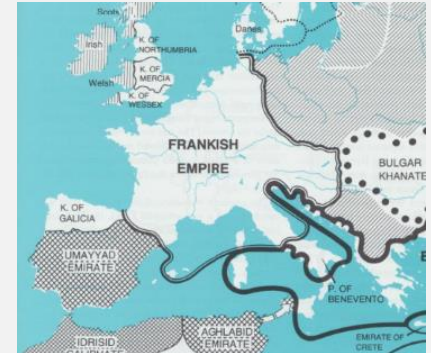 Scots
Danes
K. OF
NORTHUMBRIA
Irish
K. OF
MERCIA
Welsh
K. OF
WESSEX
FRANKISH
EMPIRE
BULGAR
KHANATE
K. OF
GALICIA
UMAYYAD
EMIRATE
P. OF
BENEVENTO
AGHLABID
EMIRATE
IDRISID
EMIRATE OF
CRETE